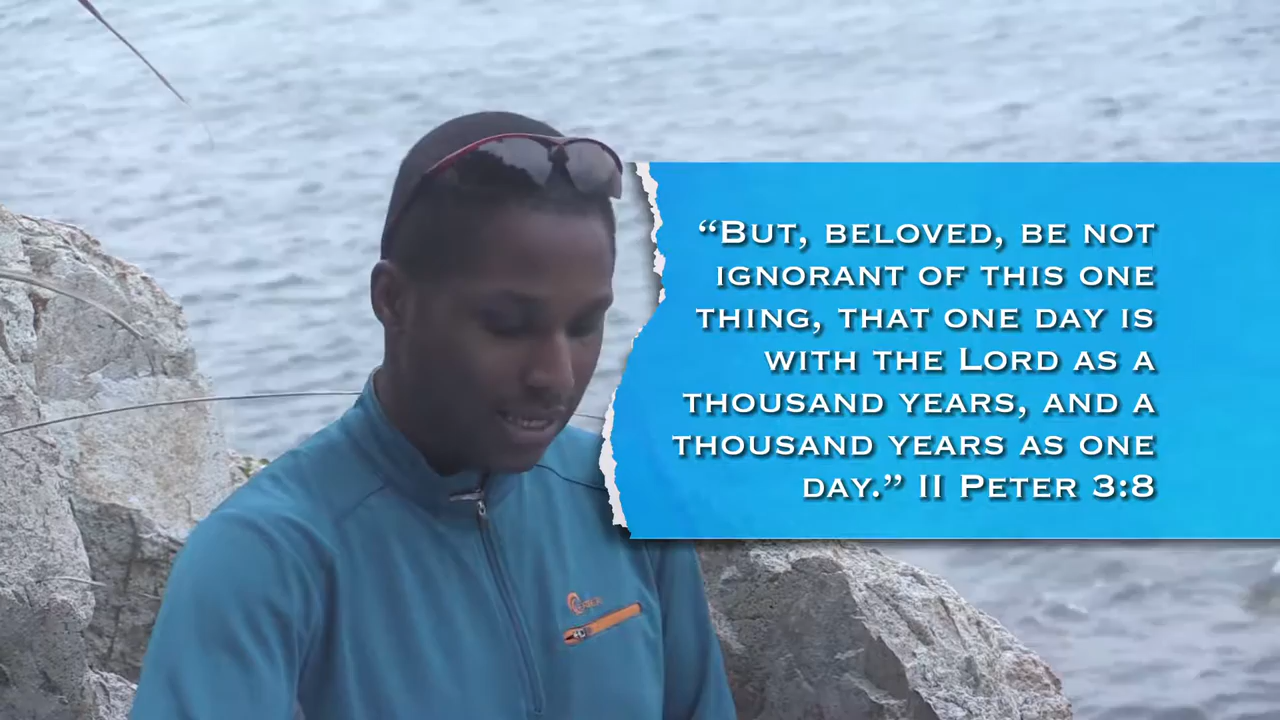 “But, beloved, be not
ignorant of this one
thing, that one day is
with the Lord as a
thousand years, and a
thousand years as one
day.” II Peter 3:8